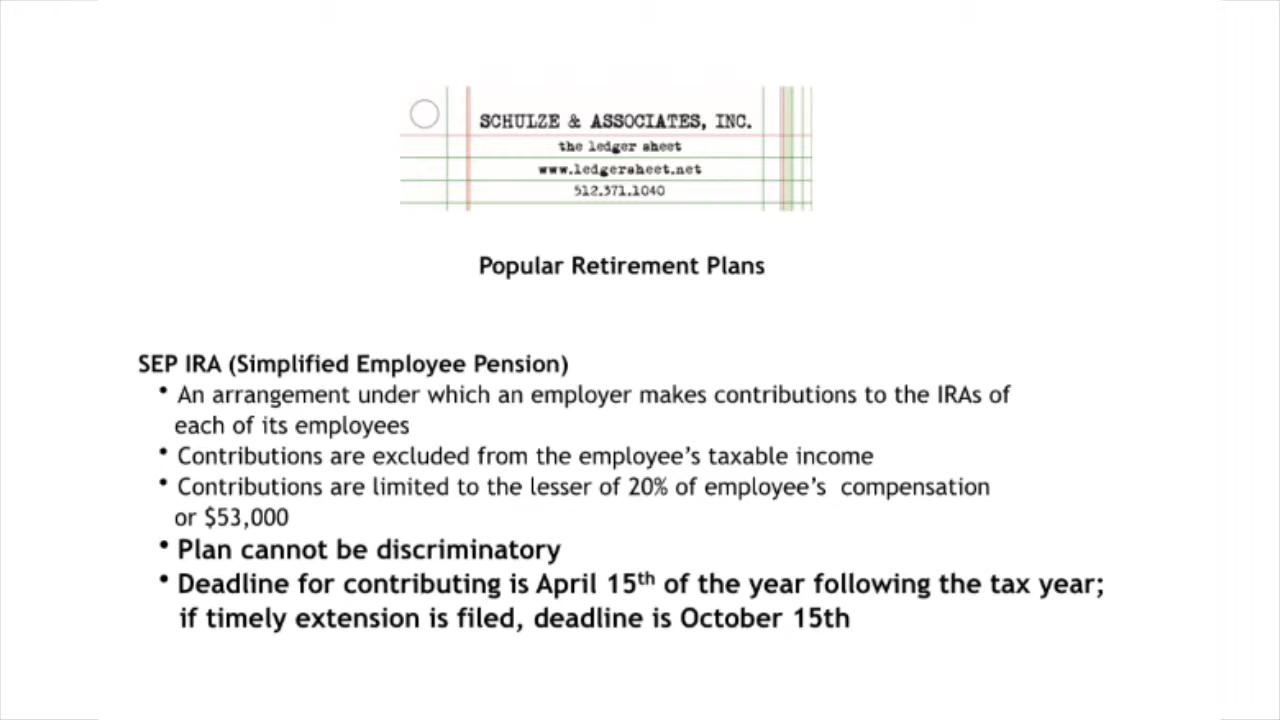 SCHULZE & ASSOCIATES, INC.
the ledger sheet
www.ledgersheet.net
512.371.1040
Popular Retirement Plans
SEP IRA (Simplified Employee Pension)
• An arrangement under which an employer makes contributions to the IRAs of
each of its employees
• Contributions are excluded from the employee’s taxable income
• Contributions are limited to the lesser of 20% of employee’s  compensation
or $53,000
• Plan cannot be discriminatory
• Deadline for contributing is April 15th of the year following the tax year;
if timely extension is filed, deadline is October 15th